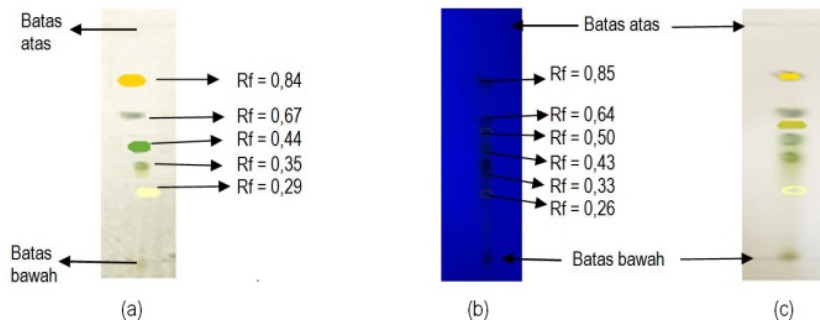 Batas
atas
Rf = 0,84
Rf = 0,67
Rf = 0,44
Rf = 0,35
Rf = 0,29
Batas
bawah
(a)
Batas atas
Rf = 0,85
Rf = 0,64
Rf = 0,50
Rf = 0,43
Rf = 0,33
Rf = 0,26
Batas bawah
(b)
(c)